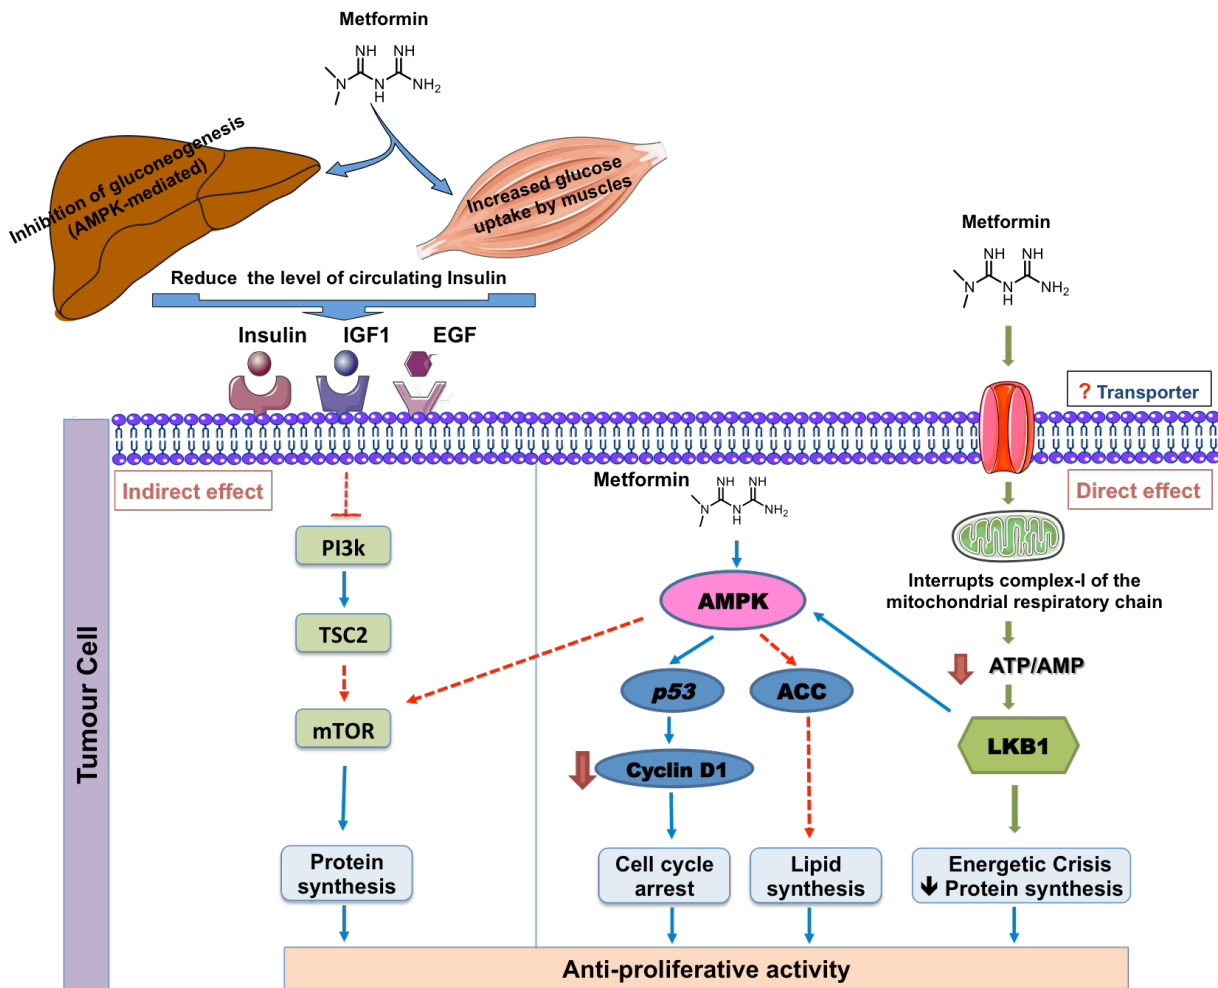 Metformin
NH NH
N N NH2
H
Inhibition of gluconeogenesis
(AMPK-mediated)
Increased glucose
uptake by muscles
Reduce the level of circulating Insulin
Insulin IGF1 EGF
Metformin
NH NH
N N NH2
H
? Transporter
Tumour Cell
Indirect effect
Direct effect
PI3k
TSC2
mTOR
Protein
synthesis
Metformin
NH NH
N N NH2
H
AMPK
p53
ACC
Cyclin D1
Cell cycle
arrest
Lipid
synthesis
Interrupts complex-I of the
mitochondrial respiratory chain
ATP/AMP
LKB1
Energetic Crisis
Protein synthesis
Anti-proliferative activity